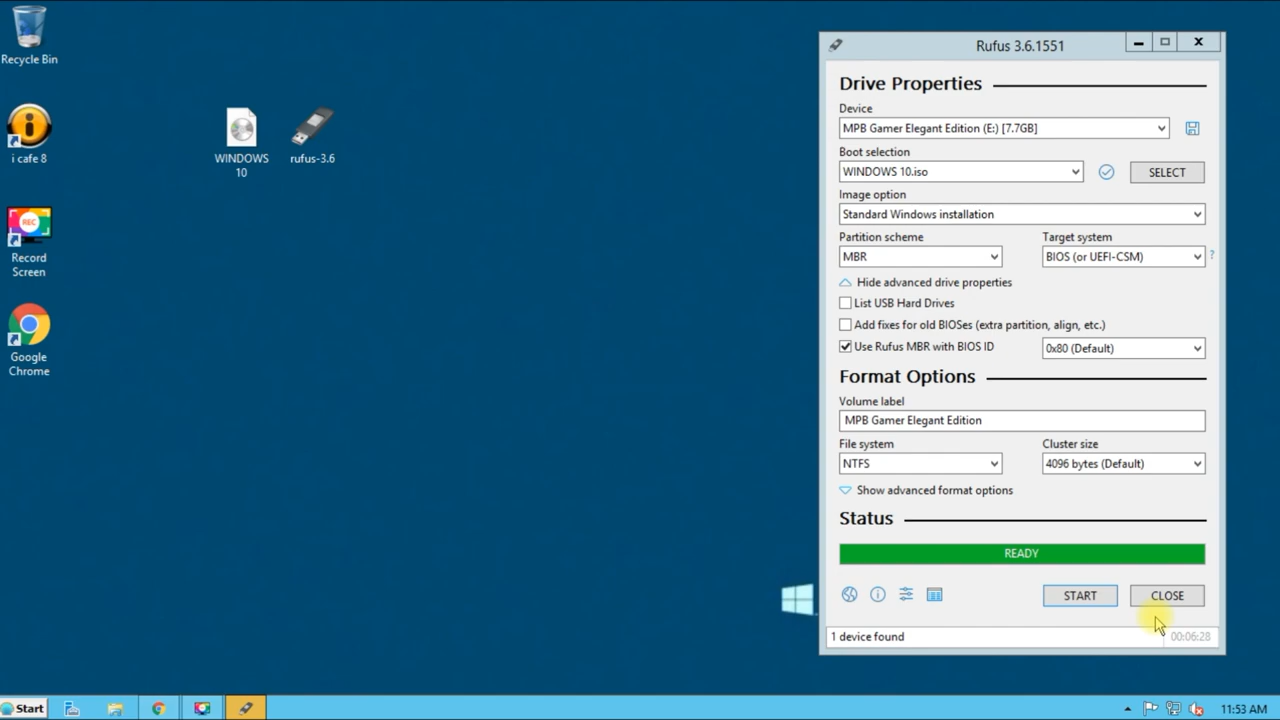 Recycle Bin
WINDOWS
10
rufus-3.6
i cafe 8
REC
Record
Screen
Google
Chrome
Rufus 3.6.1551
Drive Properties
Device
MPB Gamer Elegant Edition (E:) [7.7GB]
Boot selection
WINDOWS 10.iso
SELECT
Image option
Standard Windows installation
Partition scheme
Target system
MBR
BIOS (or UEFI-CSM)
?
Hide advanced drive properties
List USB Hard Drives
Add fixes for old BIOSes (extra partition, align, etc.)
Use Rufus MBR with BIOS ID
0x80 (Default)
Format Options
Volume label
MPB Gamer Elegant Edition
File system
Cluster size
NTFS
4096 bytes (Default)
Show advanced format options
Status
READY
START
CLOSE
1 device found
00:06:28
Start
11:53 AM